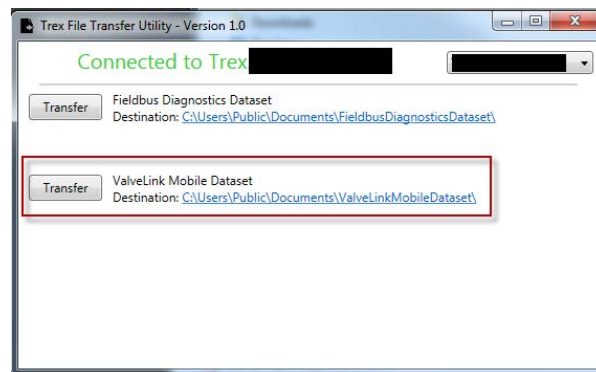 Trex File Transfer Utility - Version 1.0
Connected to Trex
Transfer
Fieldbus Diagnostics Dataset
Destination: C:\Users\Public\Documents\FieldbusDiagnosticsDataset\
Transfer
ValveLink Mobile Dataset
Destination: C:\Users\Public\Documents\ValveLinkMobileDataset\